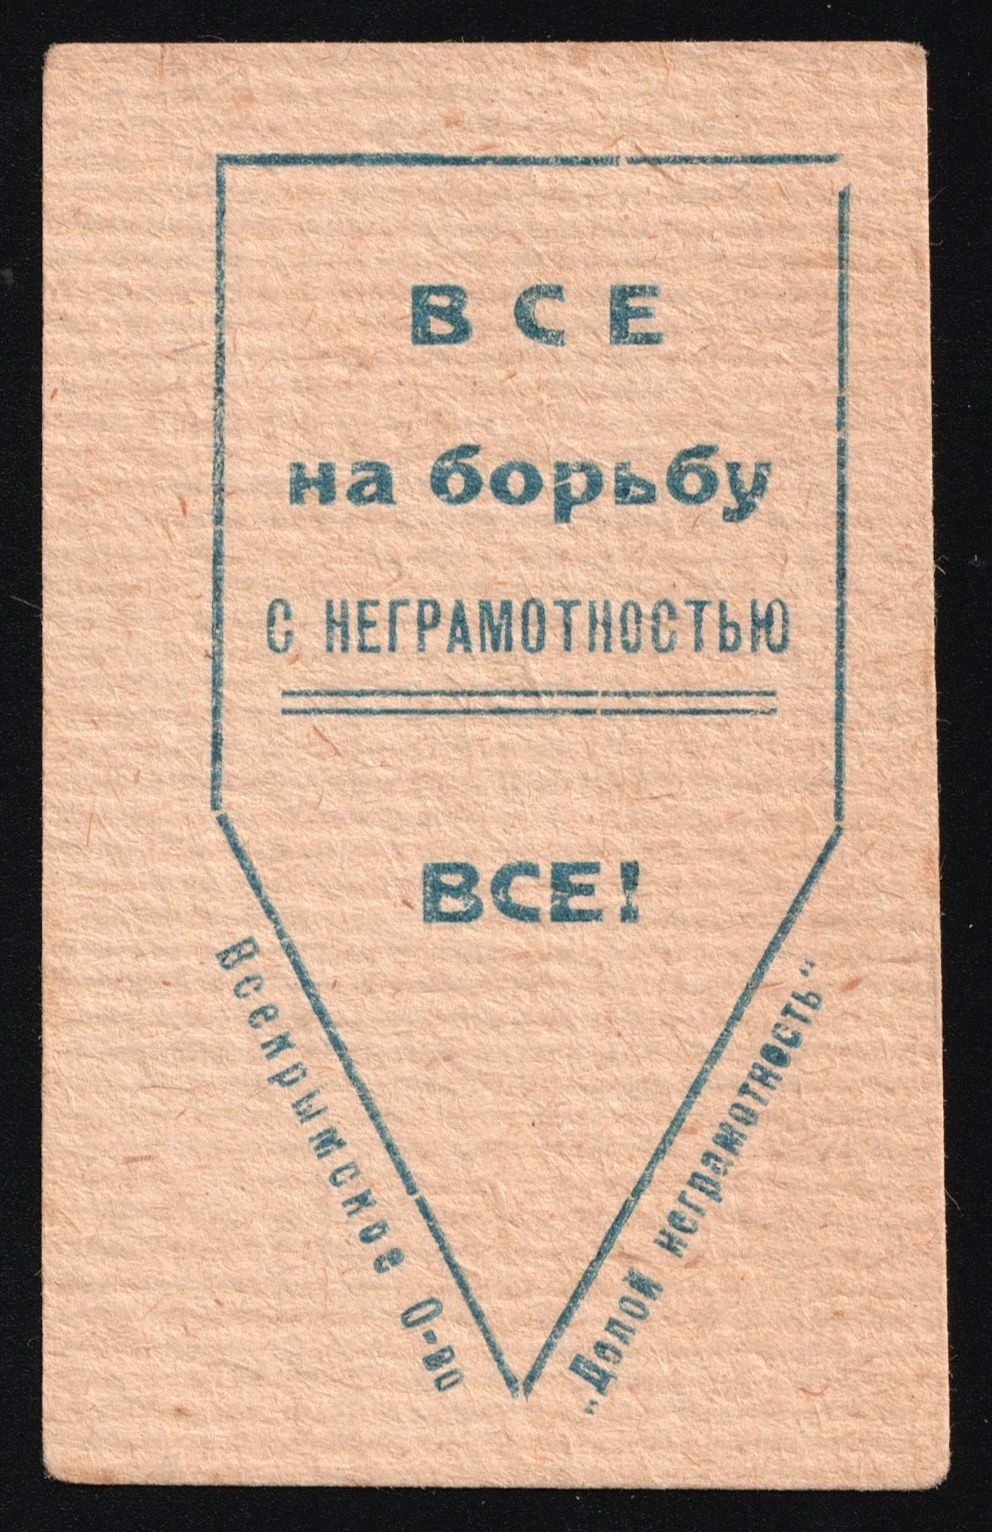 ВСЕ
на борьбу
С НЕГРАМОТНОСТЬЮ
ВСЕ!
Всекрымское О-во
„Долой неграмотность“